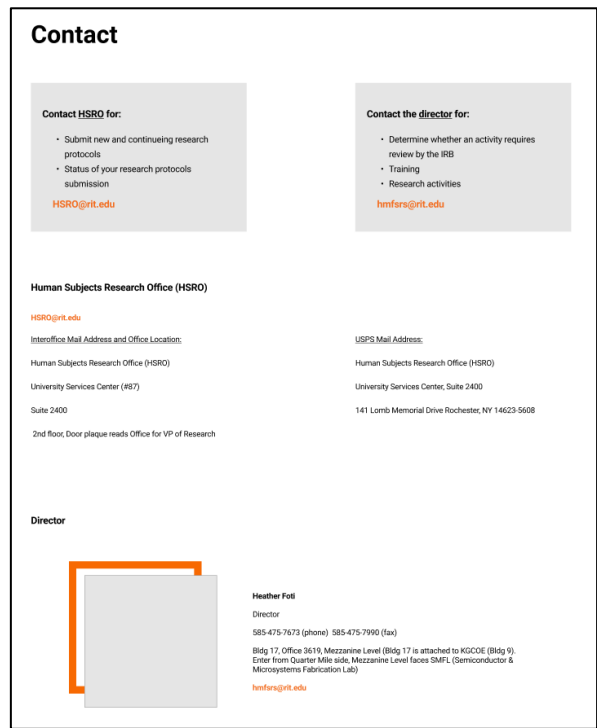 Contact
Contact HSRO for:
• Submit new and continueing research
protocols
• Status of your research protocols
submission
HSRO@rit.edu
Contact the director for:
• Determine whether an activity requires
review by the IRB
• Training
• Research activities
hmfsrs@rit.edu
Human Subjects Research Office (HSRO)
HSRO@rit.edu
Interoffice Mail Address and Office Location:
Human Subjects Research Office (HSRO)
University Services Center (#87)
Suite 2400
2nd floor, Door plaque reads Office for VP of Research
USPS Mail Address:
Human Subjects Research Office (HSRO)
University Services Center, Suite 2400
141 Lomb Memorial Drive Rochester, NY 14623-5608
Director
Heather Foti
Director
585-475-7673 (phone) 585-475-7990 (fax)
Bldg 17, Office 3619, Mezzanine Level (Bldg 17 is attached to KGCOE (Bldg 9).
Enter from Quarter Mile side, Mezzanine Level faces SMFL (Semiconductor &
Microsystems Fabrication Lab)
hmfsrs@rit.edu